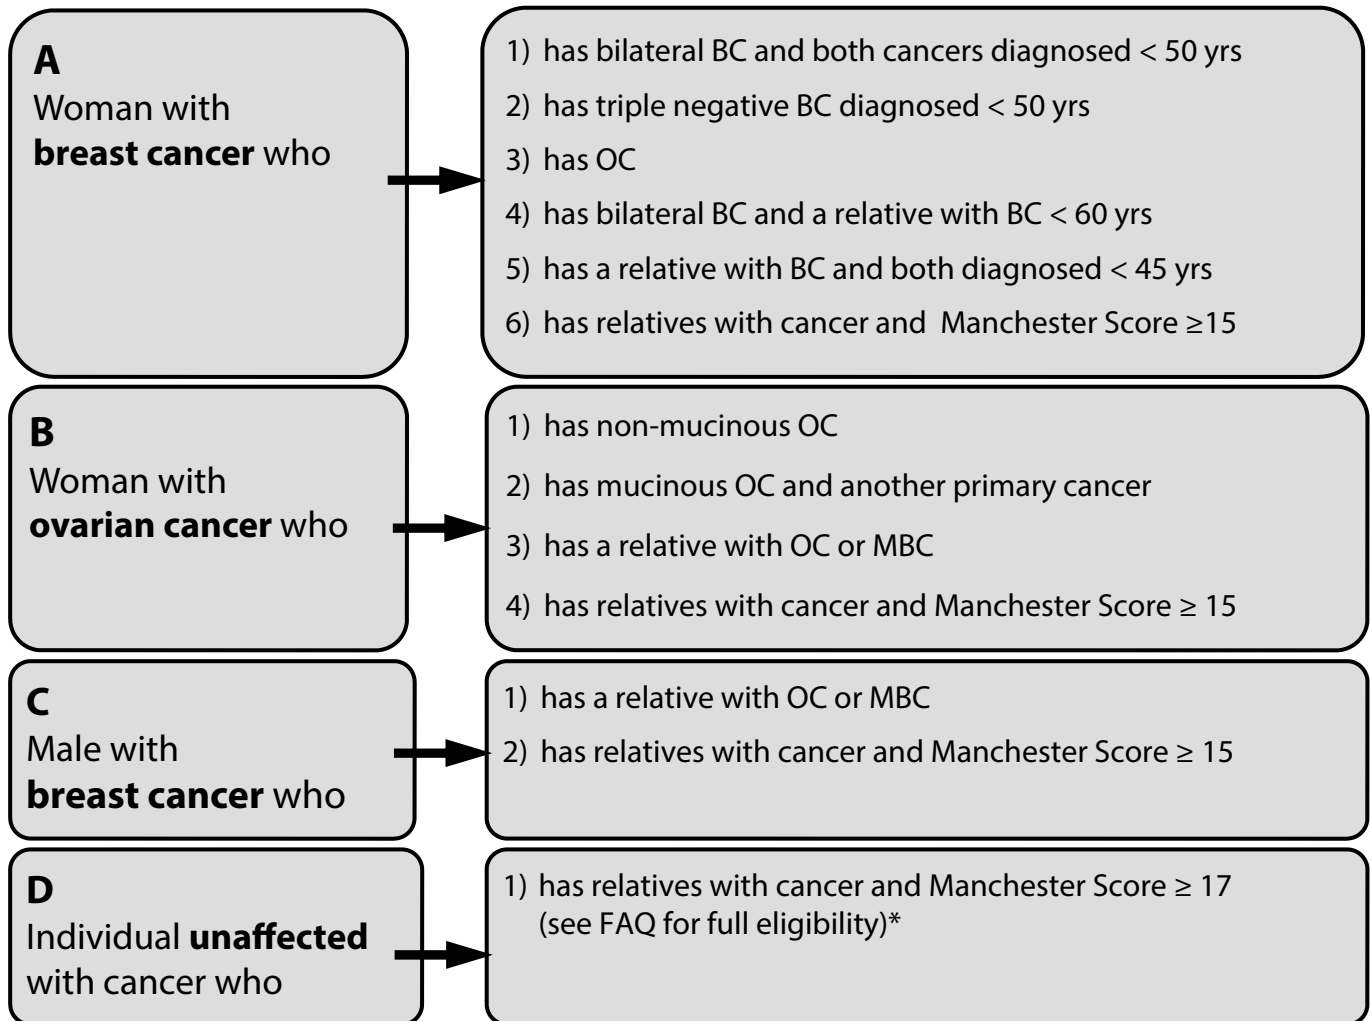 A
Woman with
breast cancer who
1) has bilateral BC and both cancers diagnosed < 50 yrs
2) has triple negative BC diagnosed < 50 yrs
3) has OC
4) has bilateral BC and a relative with BC < 60 yrs
5) has a relative with BC and both diagnosed < 45 yrs
6) has relatives with cancer and Manchester Score ≥15
B
Woman with
ovarian cancer who
1) has non-mucinous OC
2) has mucinous OC and another primary cancer
3) has a relative with OC or MBC
4) has relatives with cancer and Manchester Score ≥ 15
C
Male with
breast cancer who
1) has a relative with OC or MBC
2) has relatives with cancer and Manchester Score ≥ 15
D
Individual unaffected
with cancer who
1) has relatives with cancer and Manchester Score ≥ 17
(see FAQ for full eligibility)*